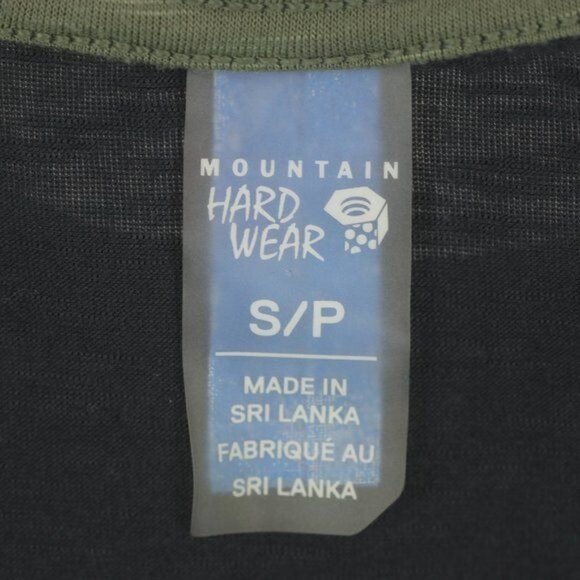 MOUNTAIN
HARD
WEAR
S/P
MADE IN
SRI LANKA
FABRIQUÉ AU
SRI LANKA